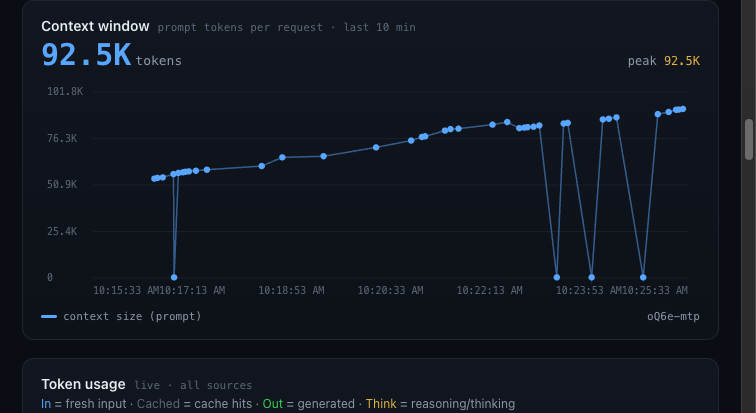 Context window prompt tokens per request · last 10 min
92.5K tokens peak 92.5K
101.8K
76.3K
50.9K
25.4K
0
10:15:33 AM10:17:13 AM 10:18:53 AM 10:20:33 AM 10:22:13 AM 10:23:53 AM10:25:33 AM
context size (prompt) oQ6e-mtp
Token usage live · all sources
In = fresh input · Cached = cache hits · Out = generated · Think = reasoning/thinking